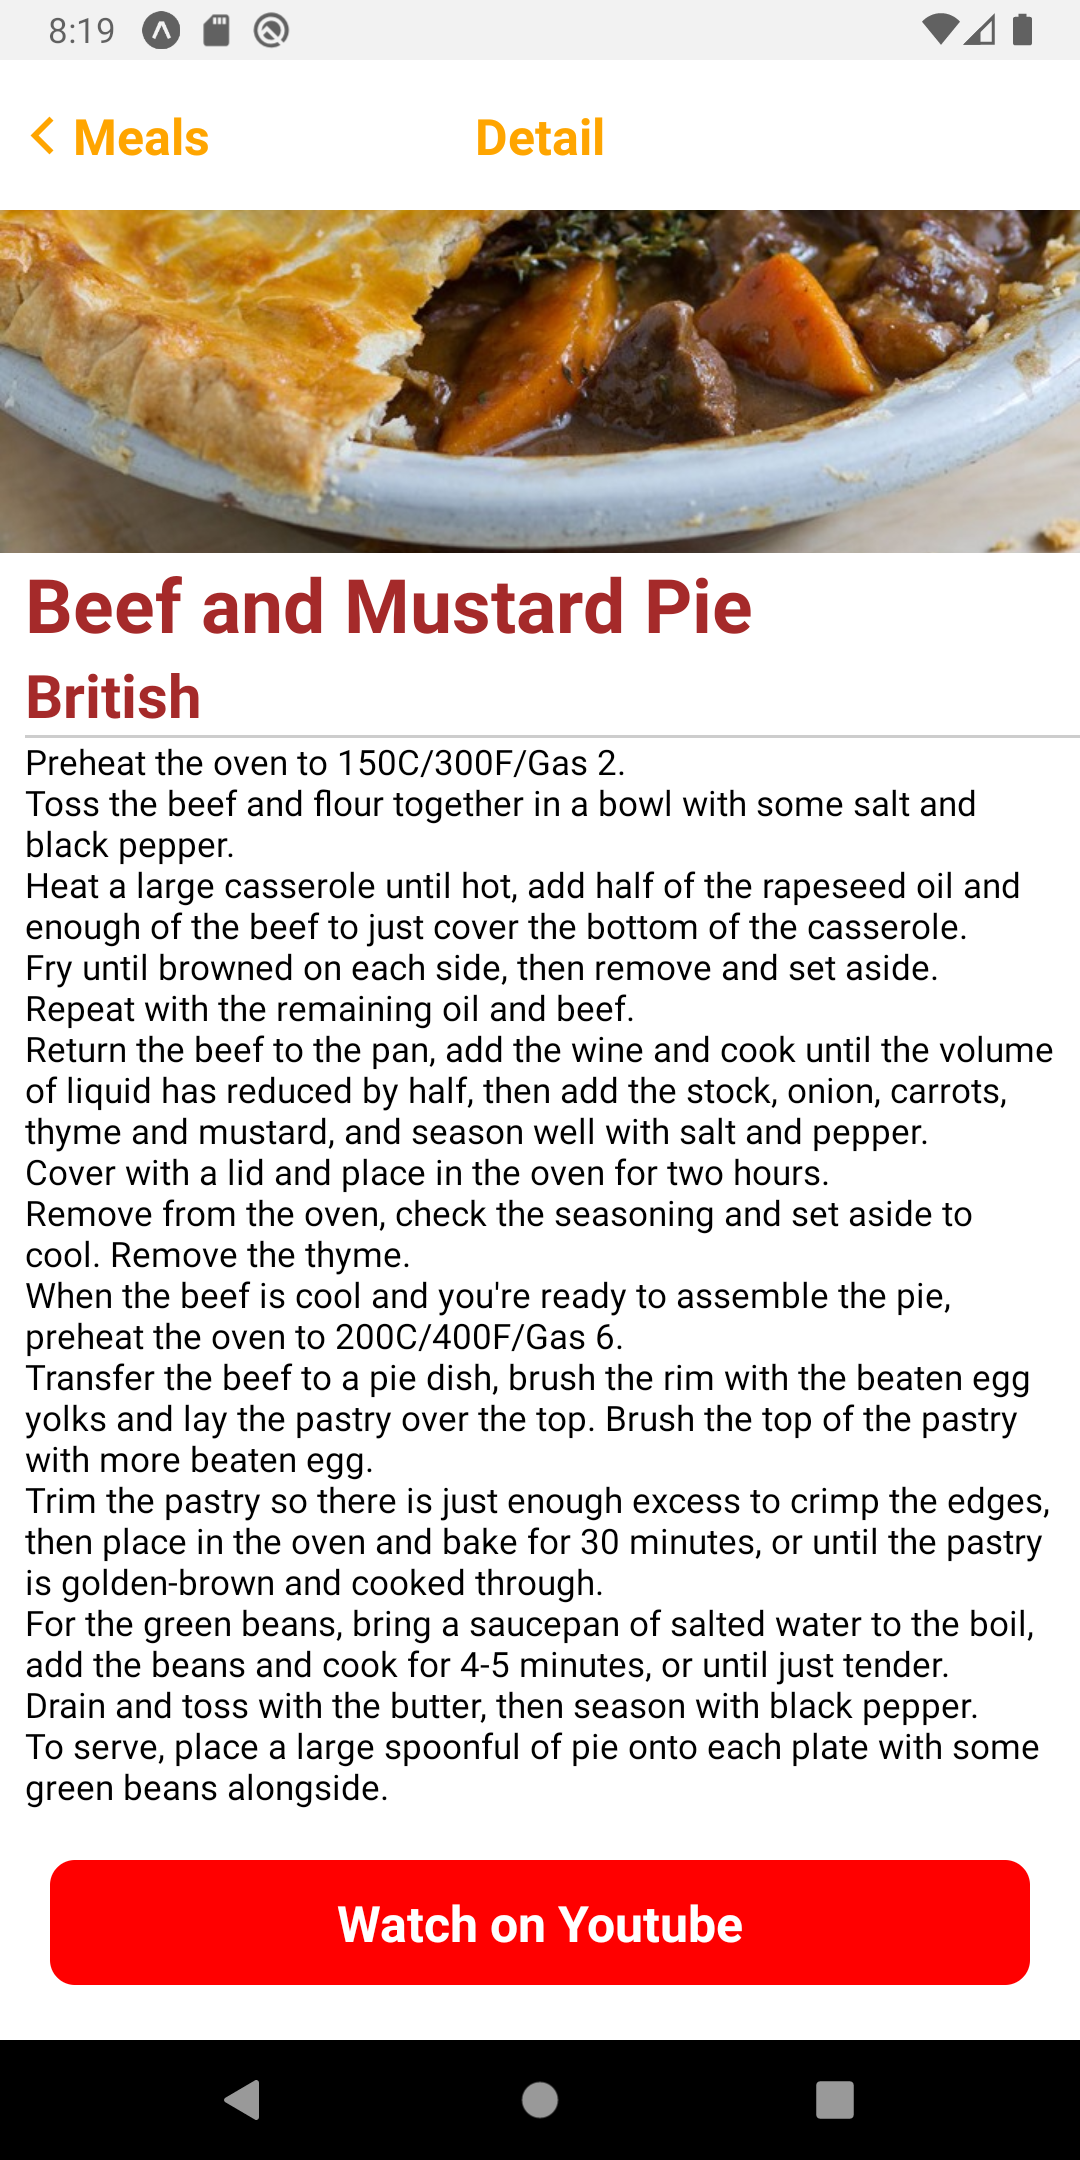 8:19
Meals
Detail
Beef and Mustard Pie
British
Preheat the oven to 150C/300F/Gas 2.
Toss the beef and flour together in a bowl with some salt and
black pepper.
Heat a large casserole until hot, add half of the rapeseed oil and
enough of the beef to just cover the bottom of the casserole.
Fry until browned on each side, then remove and set aside.
Repeat with the remaining oil and beef.
Return the beef to the pan, add the wine and cook until the volume
of liquid has reduced by half, then add the stock, onion, carrots,
thyme and mustard, and season well with salt and pepper.
Cover with a lid and place in the oven for two hours.
Remove from the oven, check the seasoning and set aside to
cool. Remove the thyme.
When the beef is cool and you're ready to assemble the pie,
preheat the oven to 200C/400F/Gas 6.
Transfer the beef to a pie dish, brush the rim with the beaten egg
yolks and lay the pastry over the top. Brush the top of the pastry
with more beaten egg.
Trim the pastry so there is just enough excess to crimp the edges,
then place in the oven and bake for 30 minutes, or until the pastry
is golden-brown and cooked through.
For the green beans, bring a saucepan of salted water to the boil,
add the beans and cook for 4-5 minutes, or until just tender.
Drain and toss with the butter, then season with black pepper.
To serve, place a large spoonful of pie onto each plate with some
green beans alongside.
Watch on Youtube